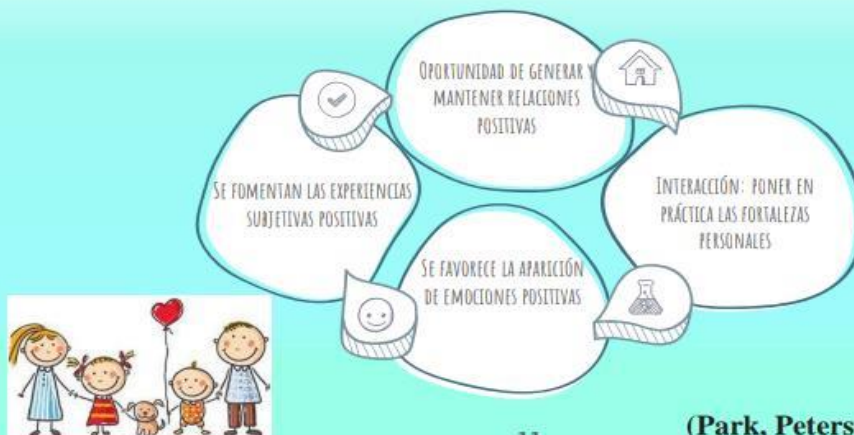 OPORTUNIDAD DE GENERAR Y
MANTENER RELACIONES
POSITIVAS
SE FOMENTAN LAS EXPERIENCIAS
SUBJETIVAS POSITIVAS
INTERACCIÓN: PONER EN
PRÁCTICA LAS FORTALEZAS
PERSONALES
SE FAVORECE LA APARICIÓN
DE EMOCIONES POSITIVAS
(Park, Peters